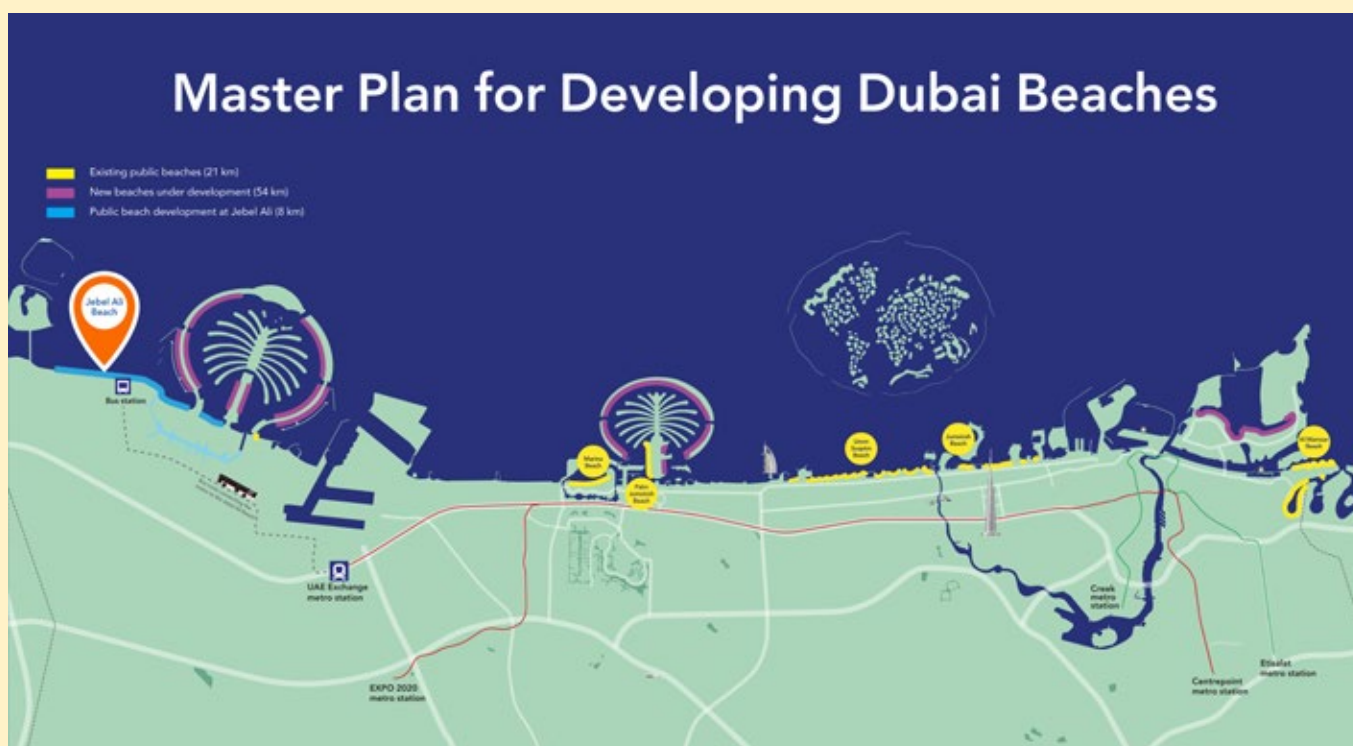 Master Plan for Developing Dubai Beaches
Existing public beaches (21 km)
New beaches under development (54 km)
Public beach development at Jebel Ali (8 km)
Jebel Ali
Beach
Bus station
Marina
Beach
Palm
Jumeirah
Beach
Umm
Suqeim
Beach
Jumeirah
Beach
Al Mamzar
Beach
UAE Exchange
metro station
EXPO 2020
metro station
Creek
metro
station
Centrepoint
metro station
Etisalat
metro station